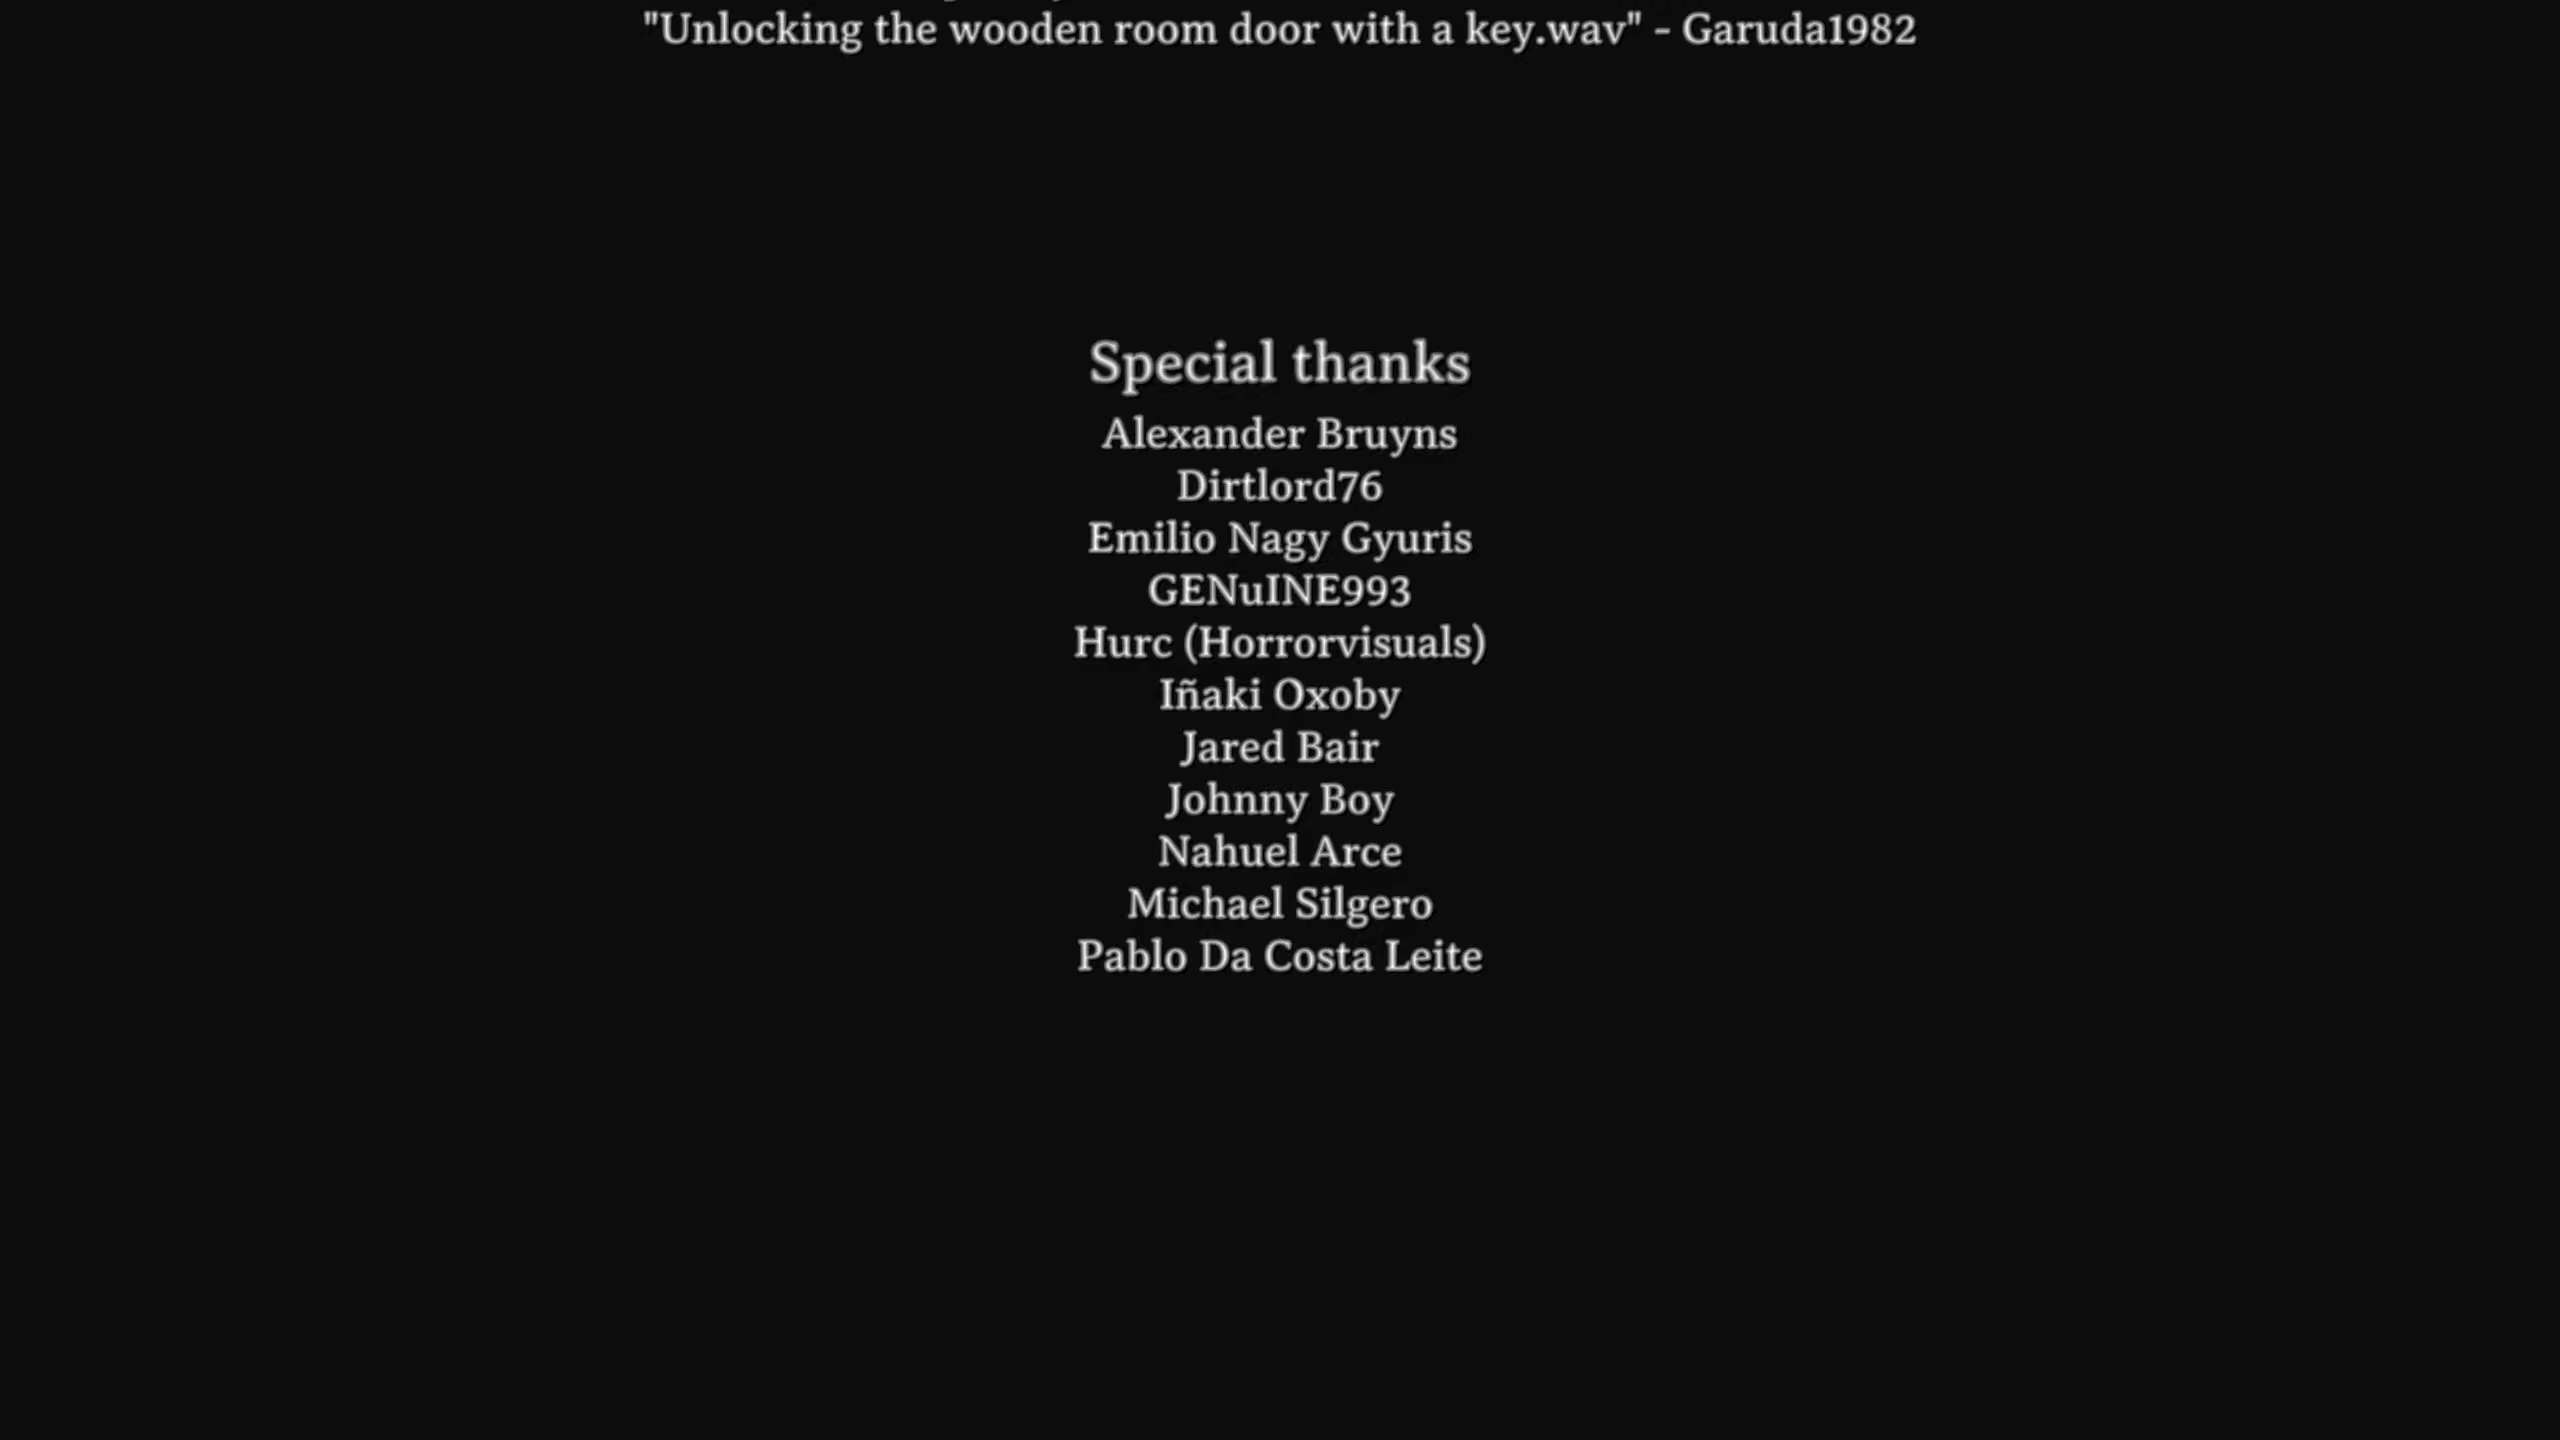 "Unlocking the wooden room door with a key.wav" - Garuda1982
Special thanks
Alexander Bruyns
Dirtlord76
Emilio Nagy Gyuris
GENuINE993
Hurc (Horrorvisuals)
Iñaki Oxoby
Jared Bair
Johnny Boy
Nahuel Arce
Michael Silgero
Pablo Da Costa Leite